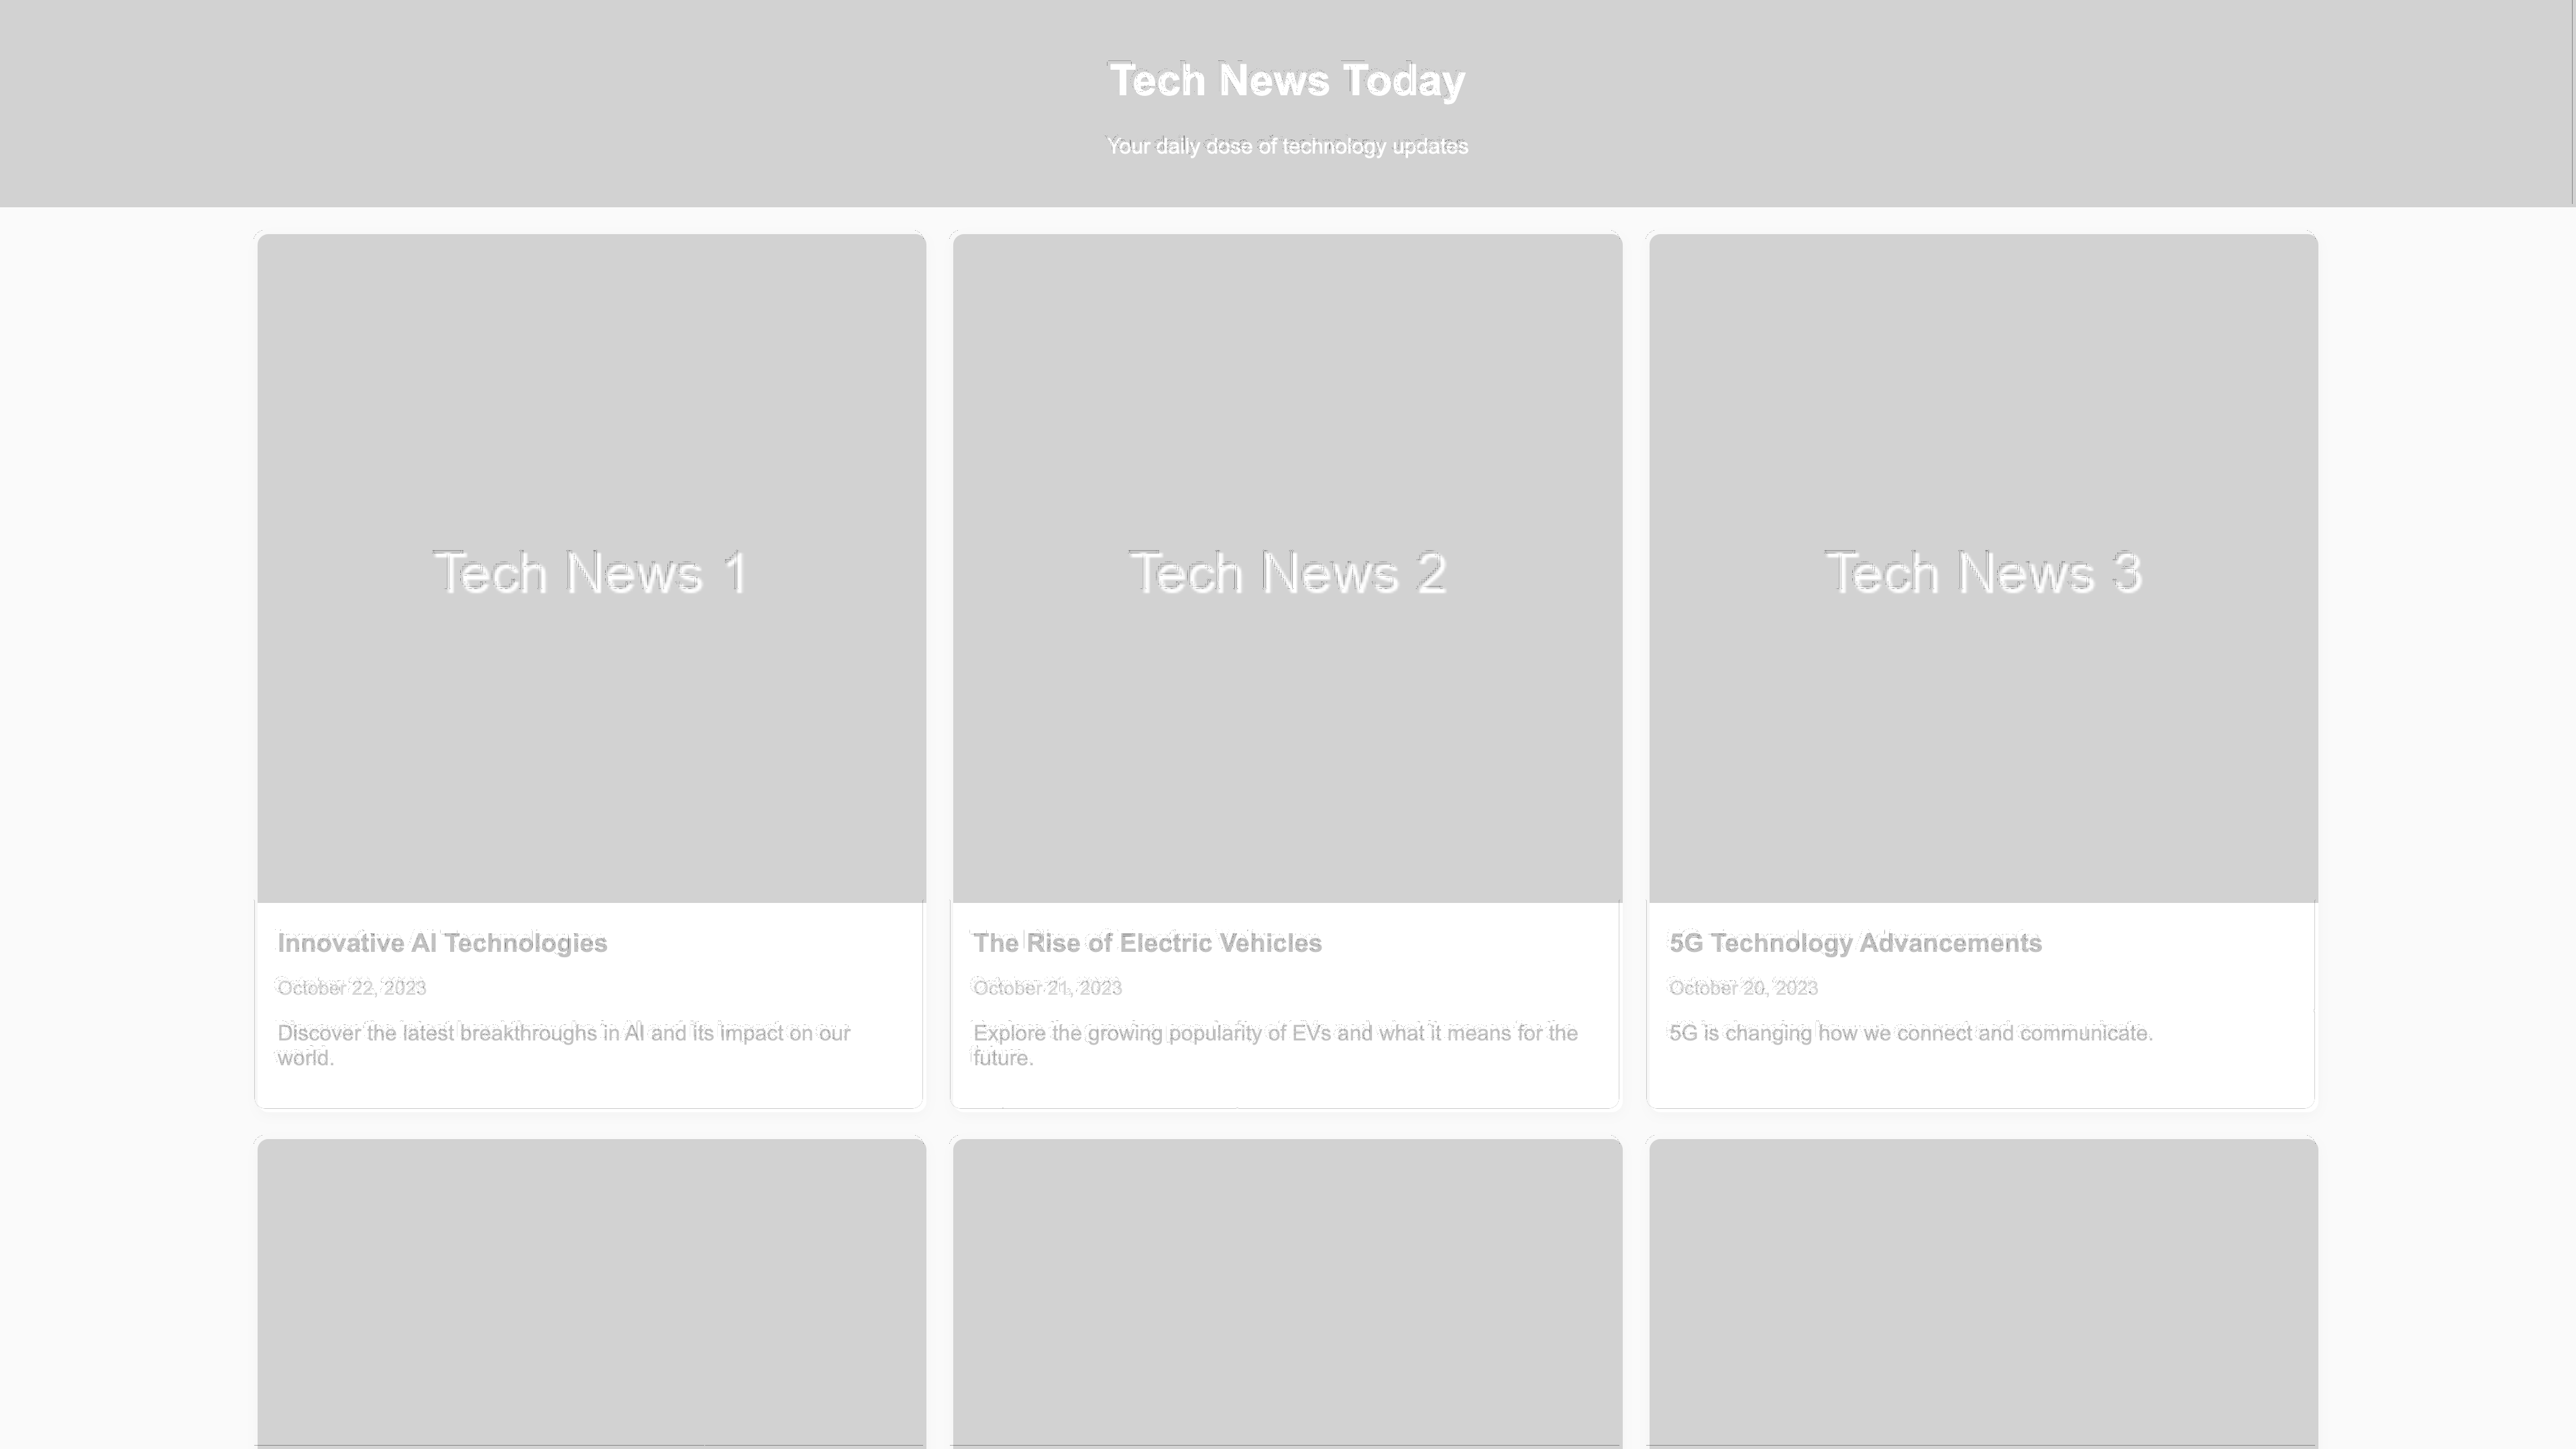 Tech News Today
Your daily dose of technology updates
Tech News 1
Tech News 2
Tech News 3
Innovative AI Technologies
October 22, 2023
Discover the latest breakthroughs in AI and its impact on our
world.
The Rise of Electric Vehicles
October 21, 2023
Explore the growing popularity of EVs and what it means for the
future.
5G Technology Advancements
October 20, 2023
5G is changing how we connect and communicate.